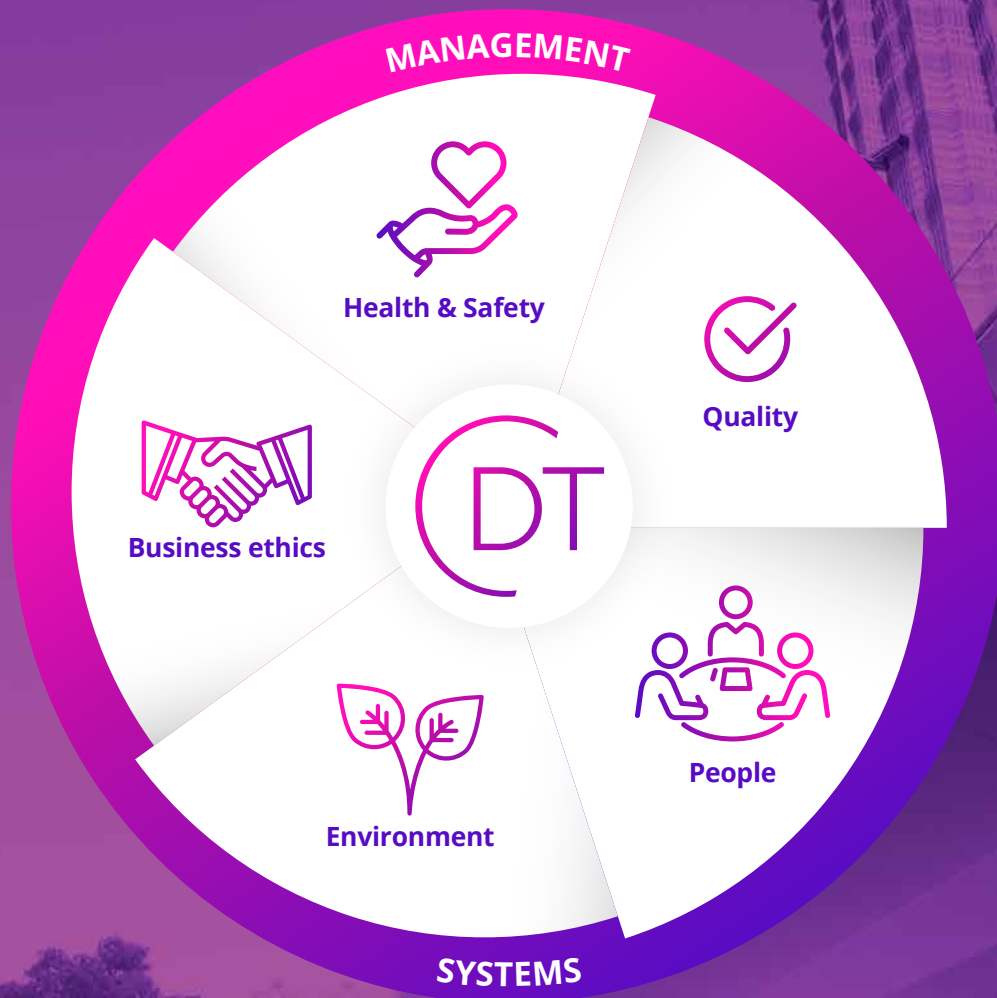 MANAGEMENT
Health & Safety
Quality
Business ethics
DT
People
Environment
SYSTEMS